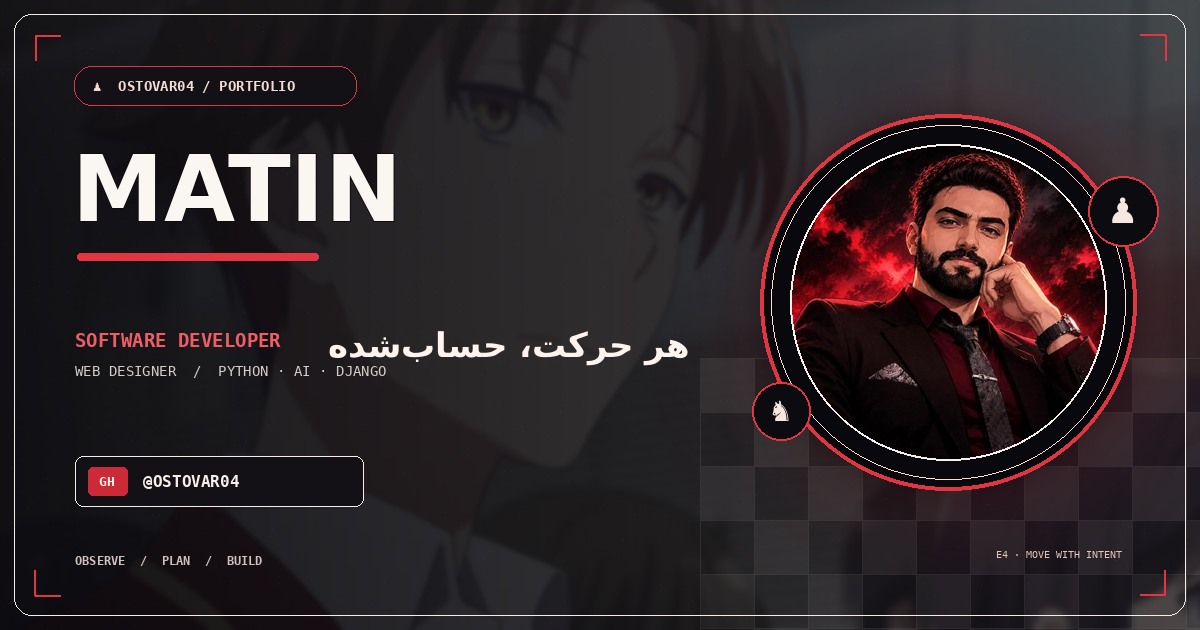 OSTOVAR04 / PORTFOLIO
MATIN
SOFTWARE DEVELOPER
هر حرکت، حساب‌شده
WEB DESIGNER / PYTHON · AI · DJANGO
GH @OSTOVAR04
OBSERVE / PLAN / BUILD
E4 · MOVE WITH INTENT